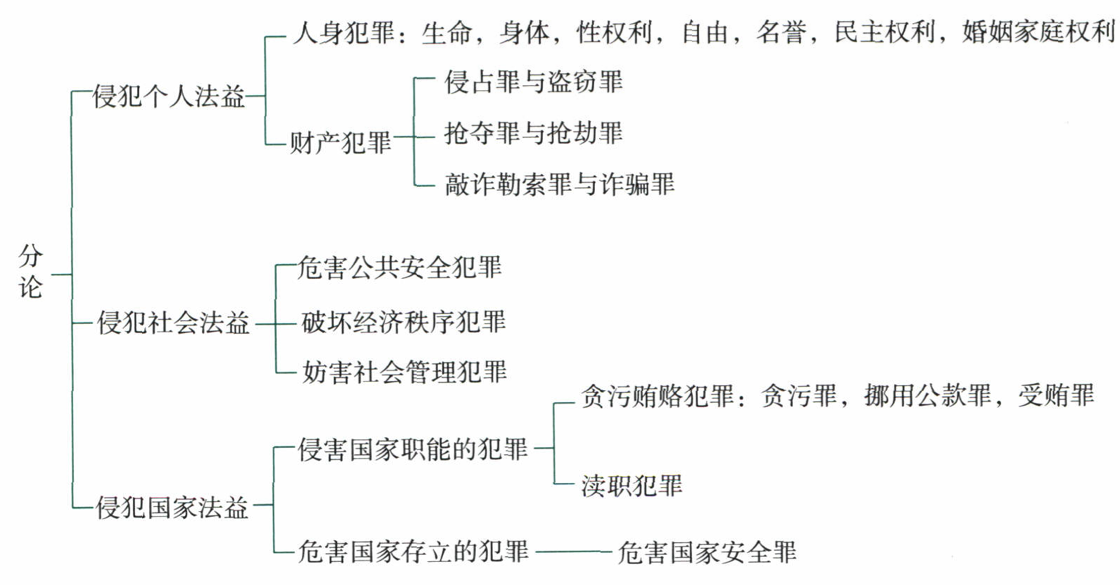 分论
侵犯个人法益
人身犯罪：生命，身体，性权利，自由，名誉，民主权利，婚姻家庭权利
财产犯罪
侵占罪与盗窃罪
抢夺罪与抢劫罪
敲诈勒索罪与诈骗罪
侵犯社会法益
危害公共安全犯罪
破坏经济秩序犯罪
妨害社会管理犯罪
侵犯国家法益
侵害国家职能的犯罪
贪污贿赂犯罪：贪污罪，挪用公款罪，受贿罪
渎职犯罪
危害国家存立的犯罪
危害国家安全罪